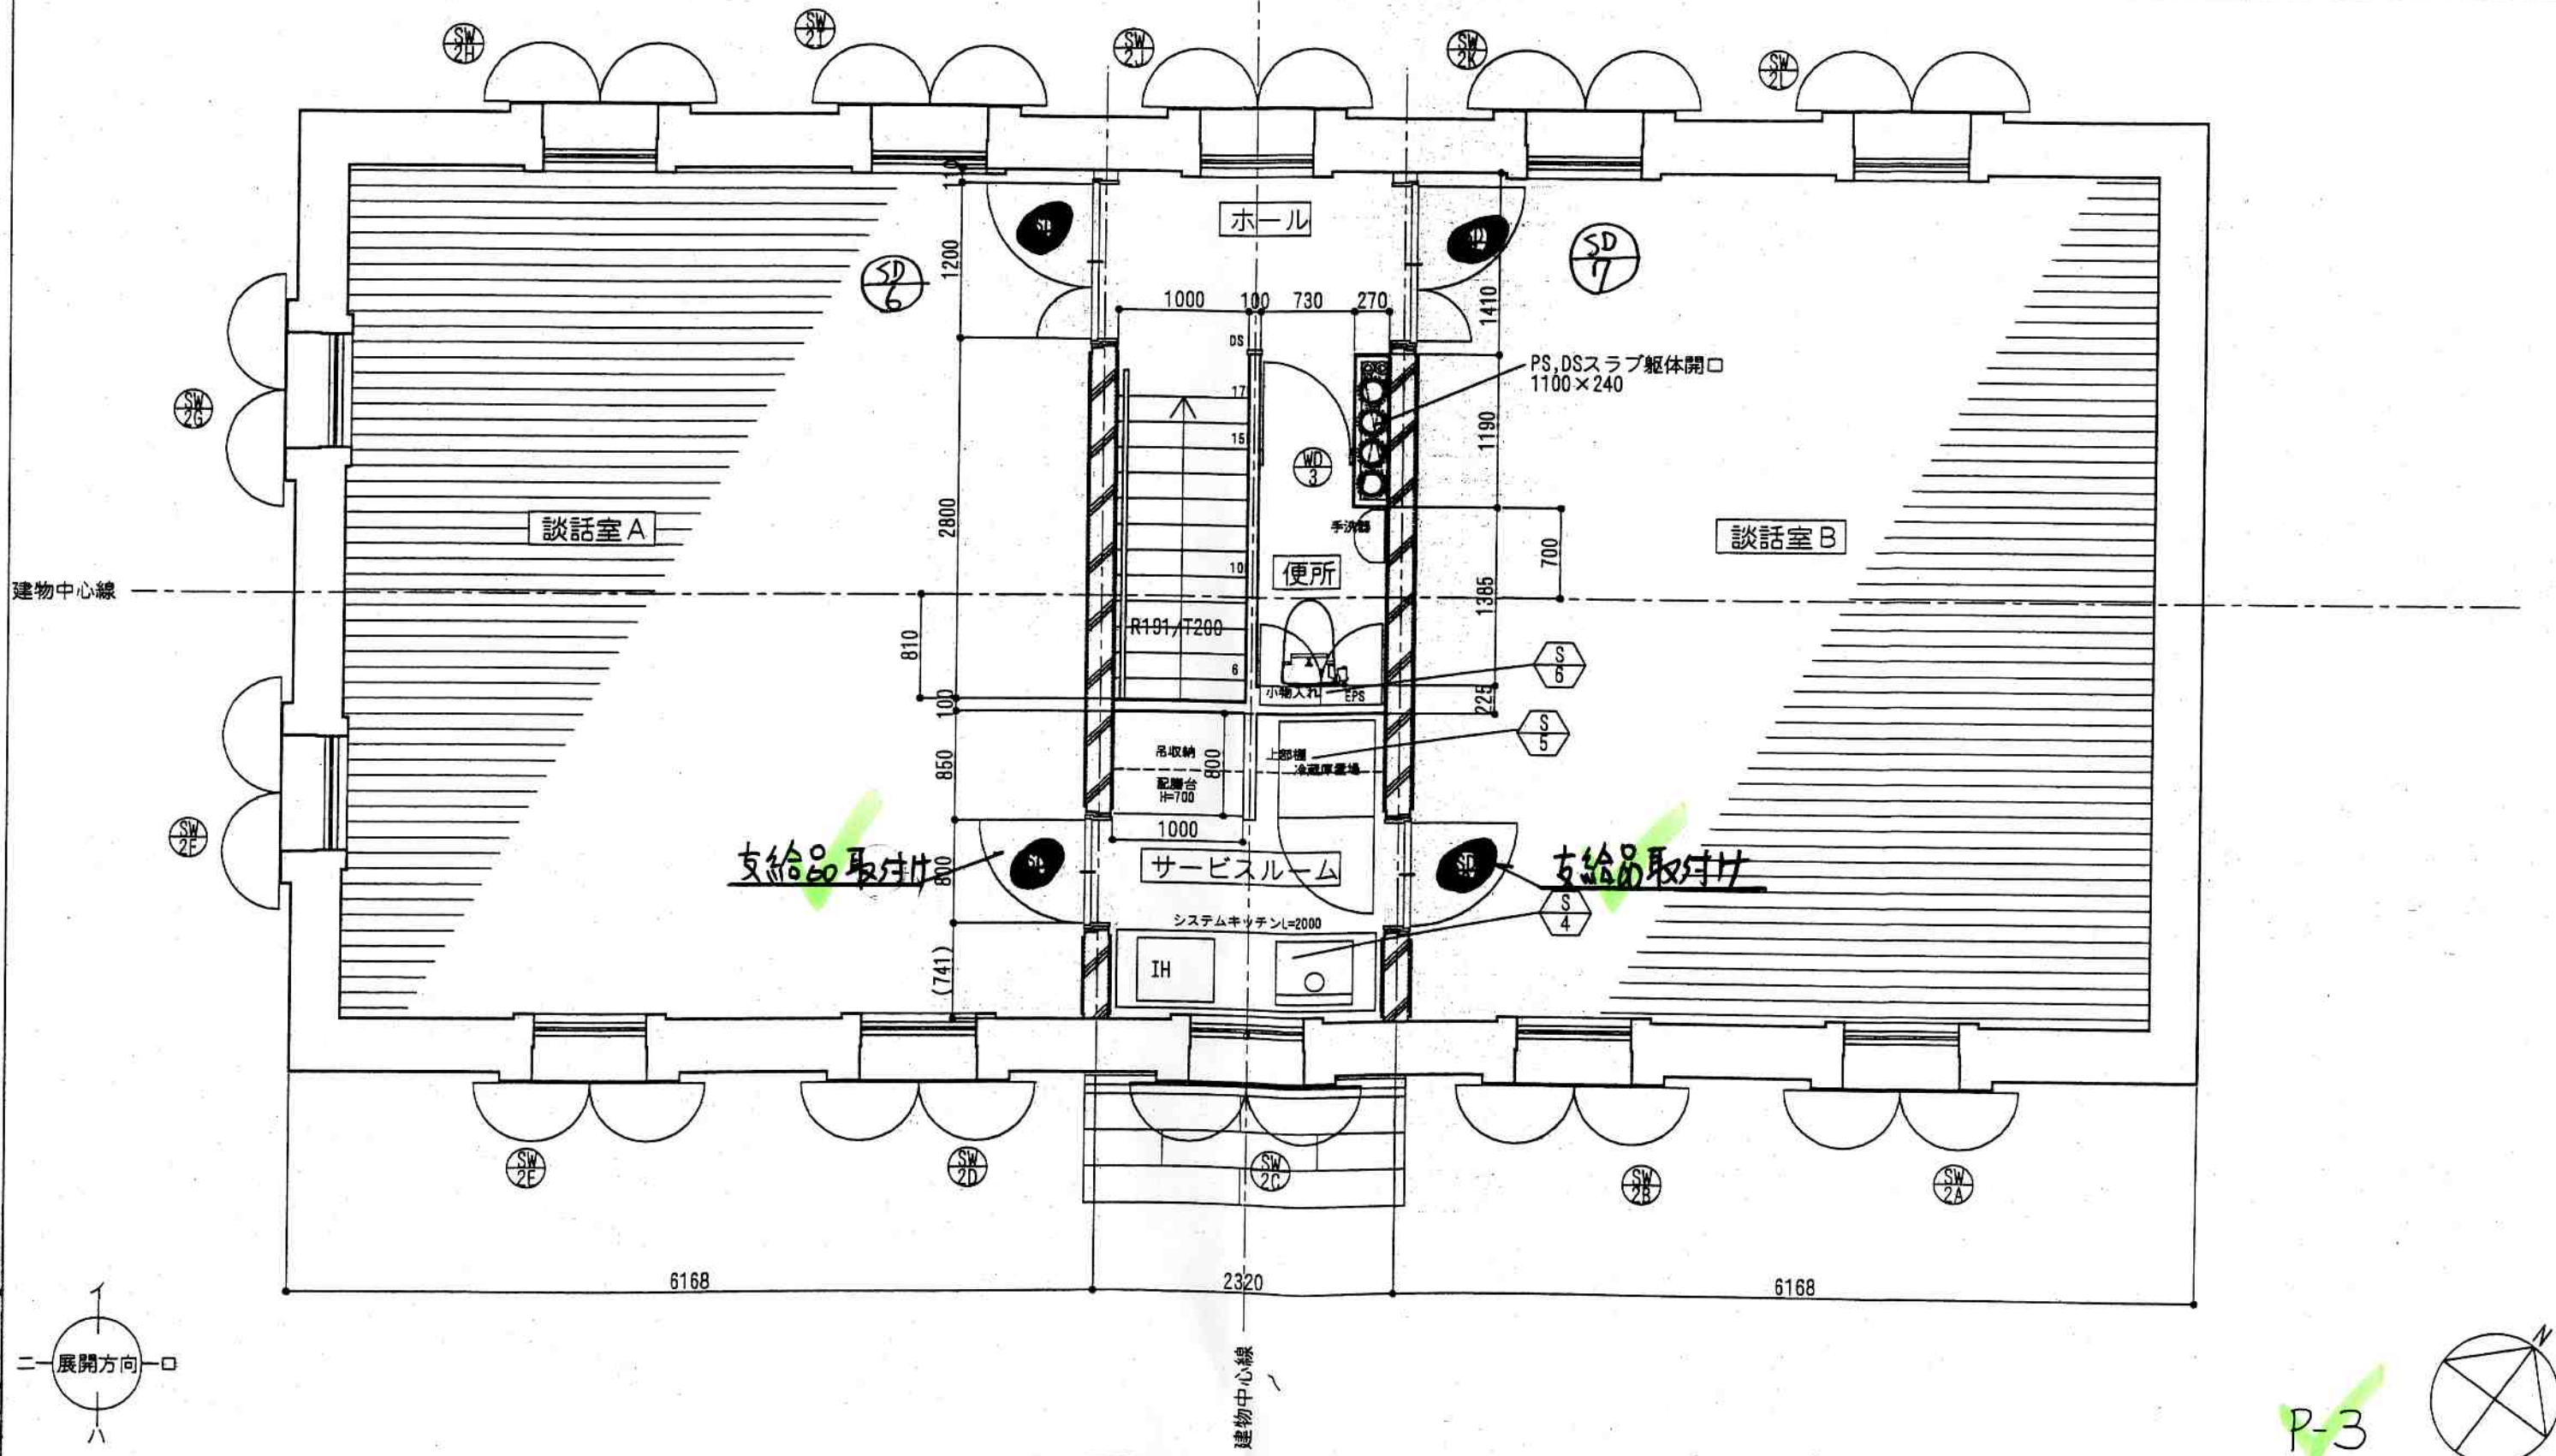 SW
2H
SW
2I
SW
2J
SW
2K
SW
2L
ホール
SD
6
SD
7
110
1200
1000
100
730
270
1410
DS
PS,DSスラブ躯体開口
1100×240
17
15
10
6
1190
WD
3
SW
2G
2800
談話室A
手洗器
談話室B
700
便所
建物中心線
1385
810
R191/T200
S
6
小物入れ
EPS
100
225
S
5
吊収納
上部棚
冷蔵庫置場
800
850
配膳台
H=700
SW
2F
1000
支給品取付け
800
サービスルーム
支給品取付け
SD
S
4
システムキッチンL=2000
IH
(741)
SW
2E
SW
2D
SW
2C
SW
2B
SW
2A
6168
2320
6168
イ
ニ
展開方向
ロ
ハ
建物中心線
N
P-3